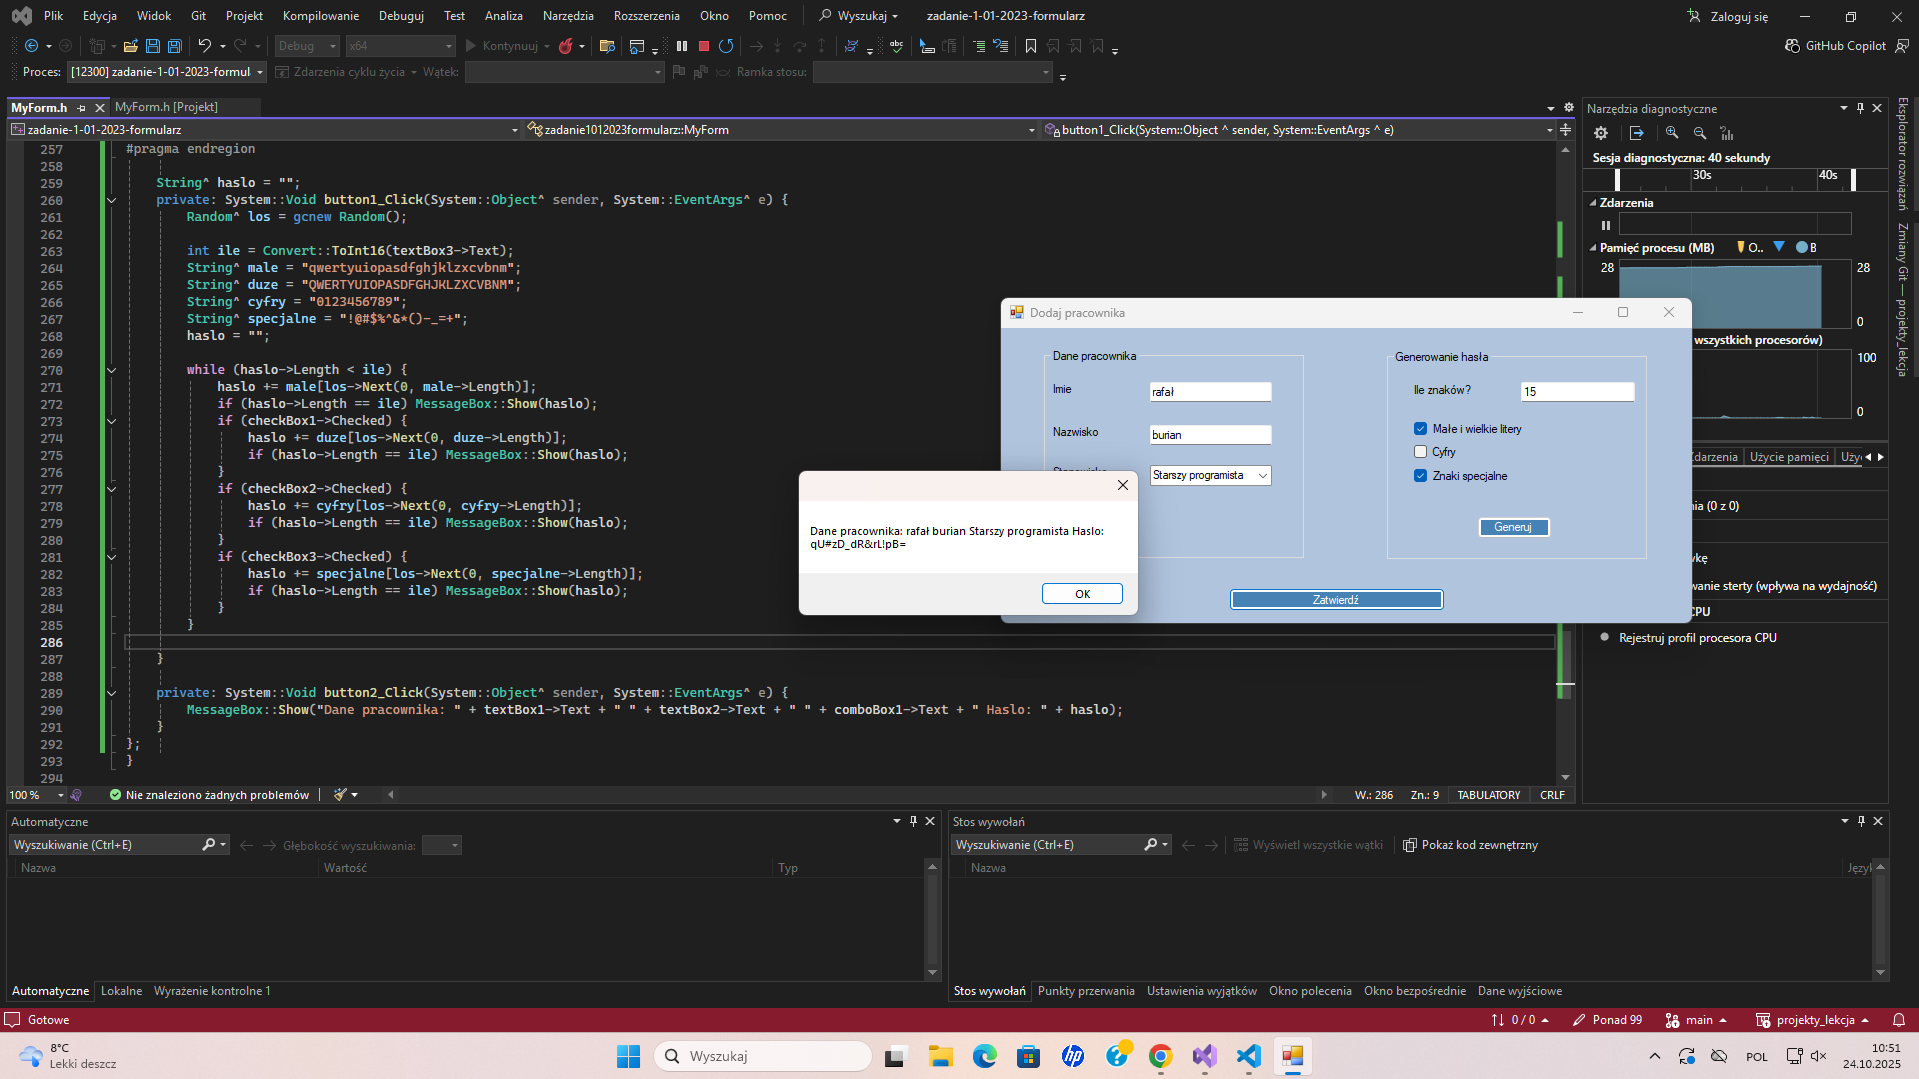 Plik Edycja Widok Git Projekt Kompilowanie Debuguj Test Analiza Narzędzia Rozszerzenia Okno Pomoc Wyszukaj zadanie-1-01-2023-formularz Zaloguj się
Debug x64 Kontynuuj GitHub Copilot
Proces: [12300] zadanie-1-01-2023-formul Zdarzenia cyklu życia Wątek: Ramka stosu:
MyForm.h MyForm.h [Projekt]
zadanie-1-01-2023-formularz zadanie1012023formularz::MyForm button1_Click(System::Object ^ sender, System::EventArgs ^ e)
257 #pragma endregion
258
259 String^ haslo = "";
260 private: System::Void button1_Click(System::Object^ sender, System::EventArgs^ e) {
261 Random^ los = gcnew Random();
262
263 int ile = Convert::ToInt16(textBox3->Text);
264 String^ male = "qwertyuiopasdfghjklzxcvbnm";
265 String^ duze = "QWERTYUIOPASDFGHJKLZXCVBNM";
266 String^ cyfry = "0123456789";
267 String^ specjalne = "!@#$%^&*()-_=+";
268 haslo = "";
269
270 while (haslo->Length < ile) {
271 haslo += male[los->Next(0, male->Length)];
272 if (haslo->Length == ile) MessageBox::Show(haslo);
273 if (checkBox1->Checked) {
274 haslo += duze[los->Next(0, duze->Length)];
275 if (haslo->Length == ile) MessageBox::Show(haslo);
276 }
277 if (checkBox2->Checked) {
278 haslo += cyfry[los->Next(0, cyfry->Length)];
279 if (haslo->Length == ile) MessageBox::Show(haslo);
280 }
281 if (checkBox3->Checked) {
282 haslo += specjalne[los->Next(0, specjalne->Length)];
283 if (haslo->Length == ile) MessageBox::Show(haslo);
284 }
285 }
286
287 }
288
289 private: System::Void button2_Click(System::Object^ sender, System::EventArgs^ e) {
290 MessageBox::Show("Dane pracownika: " + textBox1->Text + " " + textBox2->Text + " " + comboBox1->Text + " Haslo: " + haslo);
291 }
292 };
293 }
294
100 % Nie znaleziono żadnych problemów W.: 286 Zn.: 9 TABULATORY CRLF
Dodaj pracownika
Dane pracownika
Imie rafał
Nazwisko burian
Starszy programista
Generowanie hasła
Ile znaków? 15
Małe i wielkie litery
Cyfry
Znaki specjalne
Generuj
Zatwierdź
Dane pracownika: rafał burian Starszy programista Haslo:
qU#zD_dR&rL!pB=
OK
Narzędzia diagnostyczne
Sesja diagnostyczna: 40 sekundy
30s 40s
Zdarzenia
Pamięć procesu (MB) O.. B
28 28
0
wszystkich procesorów)
100
0
Zdarzenia Użycie pamięci Uży
nia (0 z 0)
wkę
wanie sterty (wpływa na wydajność)
CPU
Rejestruj profil procesora CPU
Eksplorator rozwiązań
Zmiany Git — projekty_lekcja
Automatyczne
Wyszukiwanie (Ctrl+E) Głębokość wyszukiwania:
Nazwa Wartość Typ
Automatyczne Lokalne Wyrażenie kontrolne 1
Stos wywołań
Wyszukiwanie (Ctrl+E) Wyświetl wszystkie wątki Pokaż kod zewnętrzny
Nazwa Język
Stos wywołań Punkty przerwania Ustawienia wyjątków Okno polecenia Okno bezpośrednie Dane wyjściowe
Gotowe 0 / 0 Ponad 99 main projekty_lekcja
8°C
Lekki deszcz
Wyszukaj
POL
10:51
24.10.2025